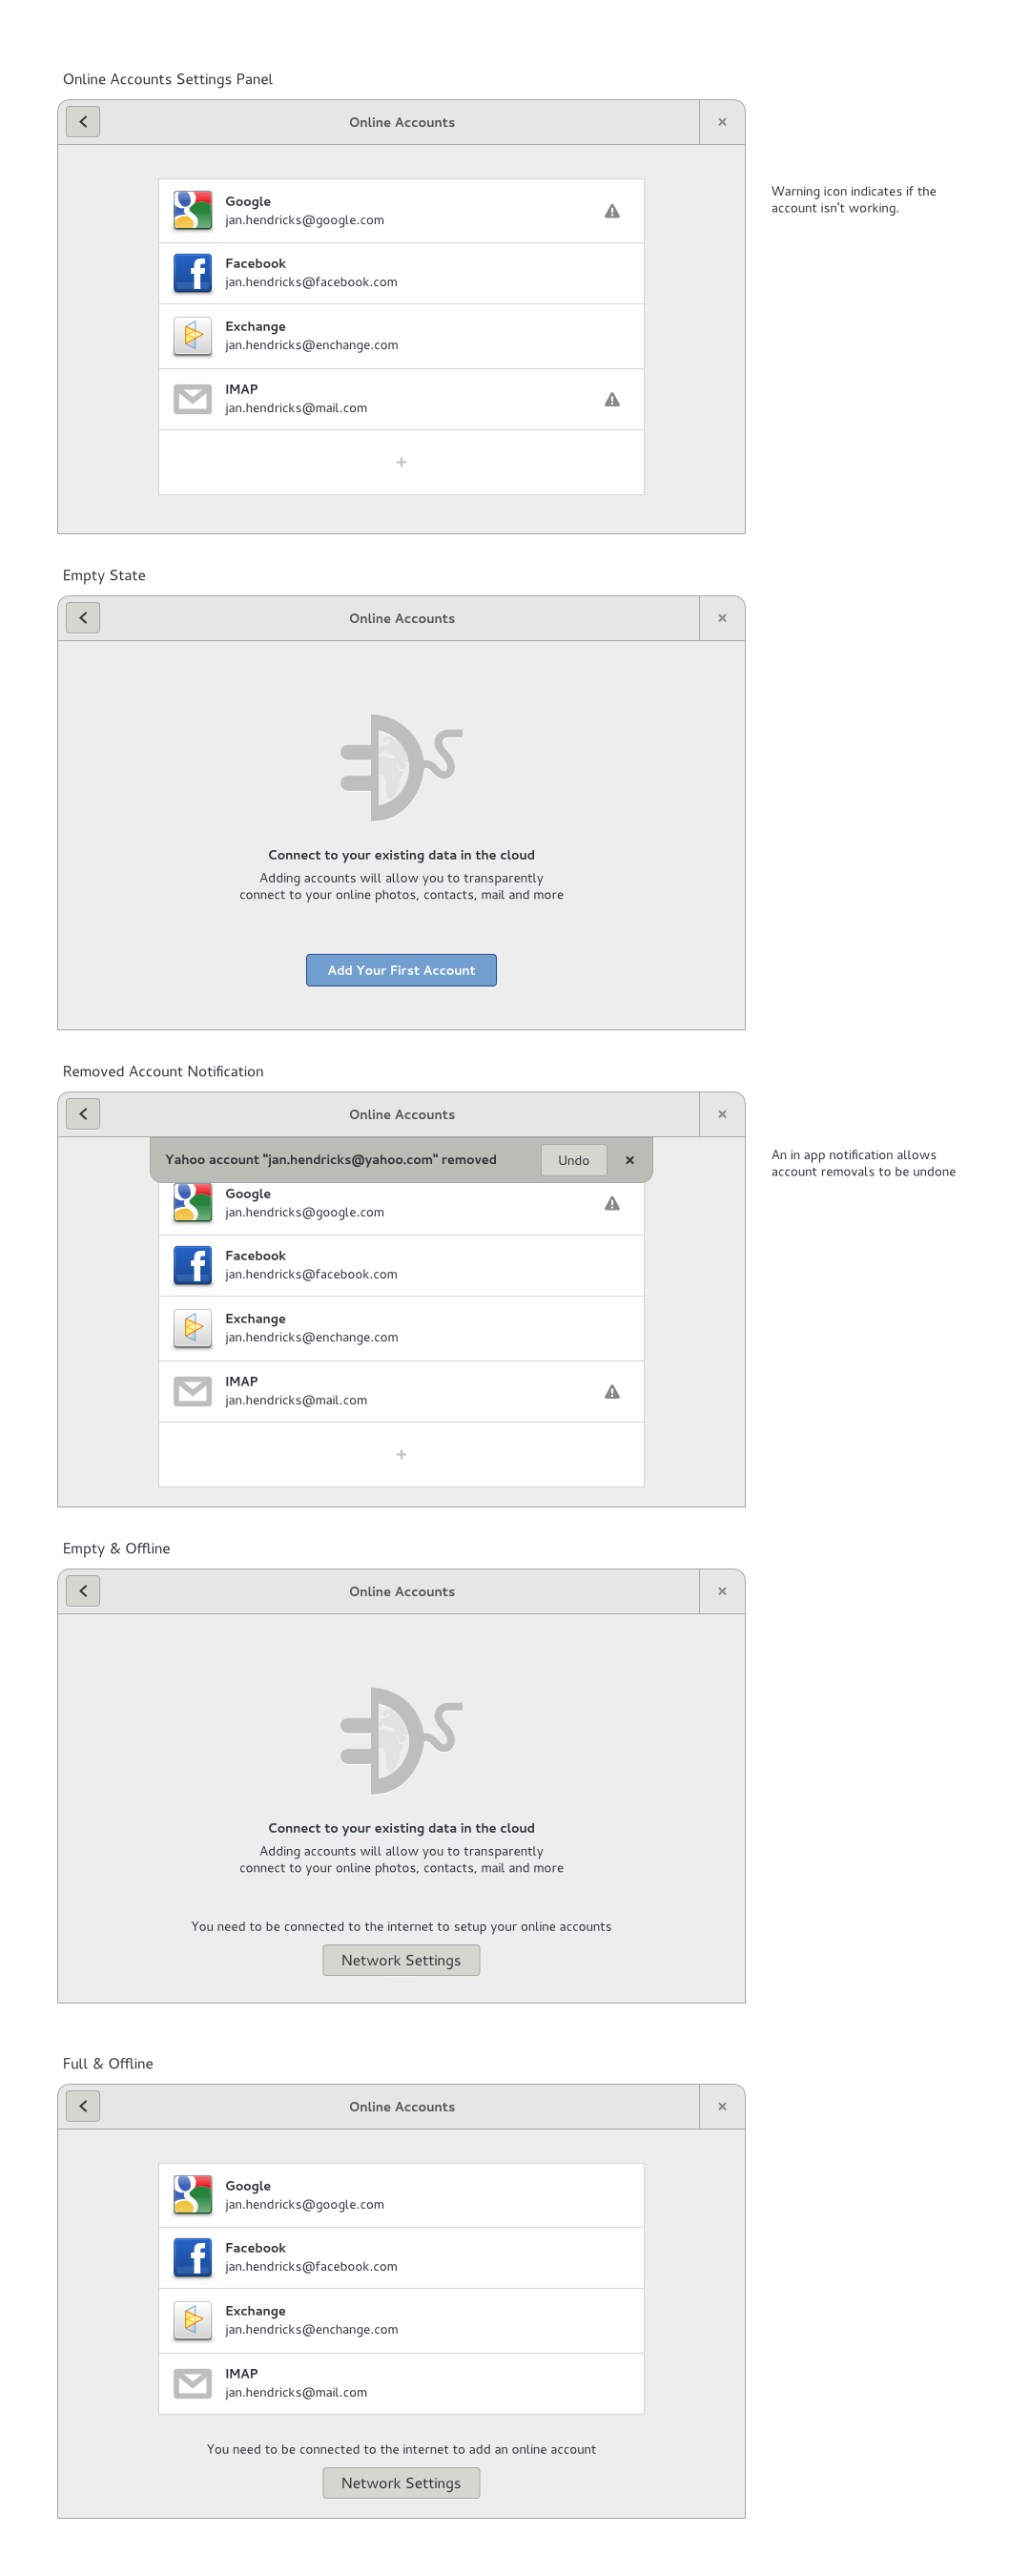 Online Accounts Settings Panel
Online Accounts
Google
jan.hendricks@google.com
Warning icon indicates if the
account isn't working.
Facebook
jan.hendricks@facebook.com
Exchange
jan.hendricks@enchange.com
IMAP
jan.hendricks@mail.com
+
Empty State
Online Accounts
Connect to your existing data in the cloud
Adding accounts will allow you to transparently
connect to your online photos, contacts, mail and more
Add Your First Account
Removed Account Notification
Online Accounts
Yahoo account "jan.hendricks@yahoo.com" removed Undo
An in app notification allows
account removals to be undone
Google
jan.hendricks@google.com
Facebook
jan.hendricks@facebook.com
Exchange
jan.hendricks@enchange.com
IMAP
jan.hendricks@mail.com
+
Empty & Offline
Online Accounts
Connect to your existing data in the cloud
Adding accounts will allow you to transparently
connect to your online photos, contacts, mail and more
You need to be connected to the internet to setup your online accounts
Network Settings
Full & Offline
Online Accounts
Google
jan.hendricks@google.com
Facebook
jan.hendricks@facebook.com
Exchange
jan.hendricks@enchange.com
IMAP
jan.hendricks@mail.com
You need to be connected to the internet to add an online account
Network Settings